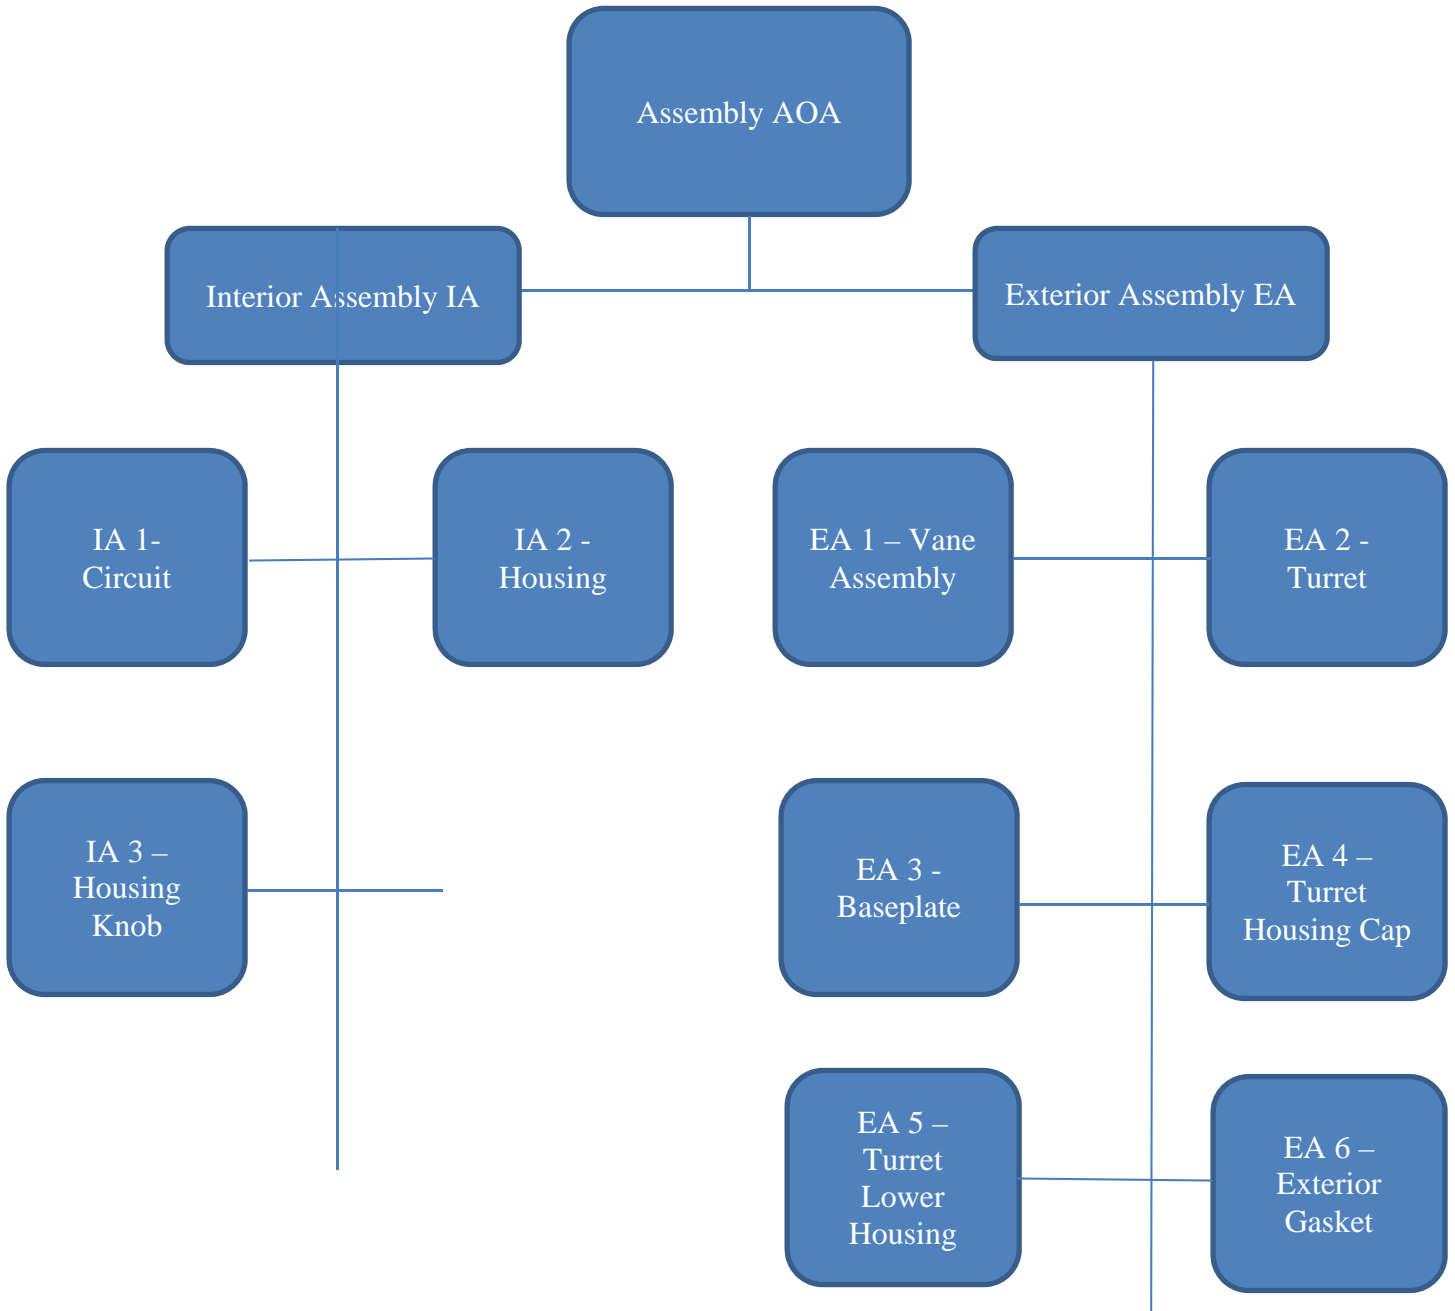 Assembly AOA
Interior Assembly IA
Exterior Assembly EA
IA 1-
Circuit
IA 2 -
Housing
EA 1 – Vane
Assembly
EA 2 -
Turret
IA 3 –
Housing
Knob
EA 3 -
Baseplate
EA 4 –
Turret
Housing Cap
EA 5 –
Turret
Lower
Housing
EA 6 –
Exterior
Gasket